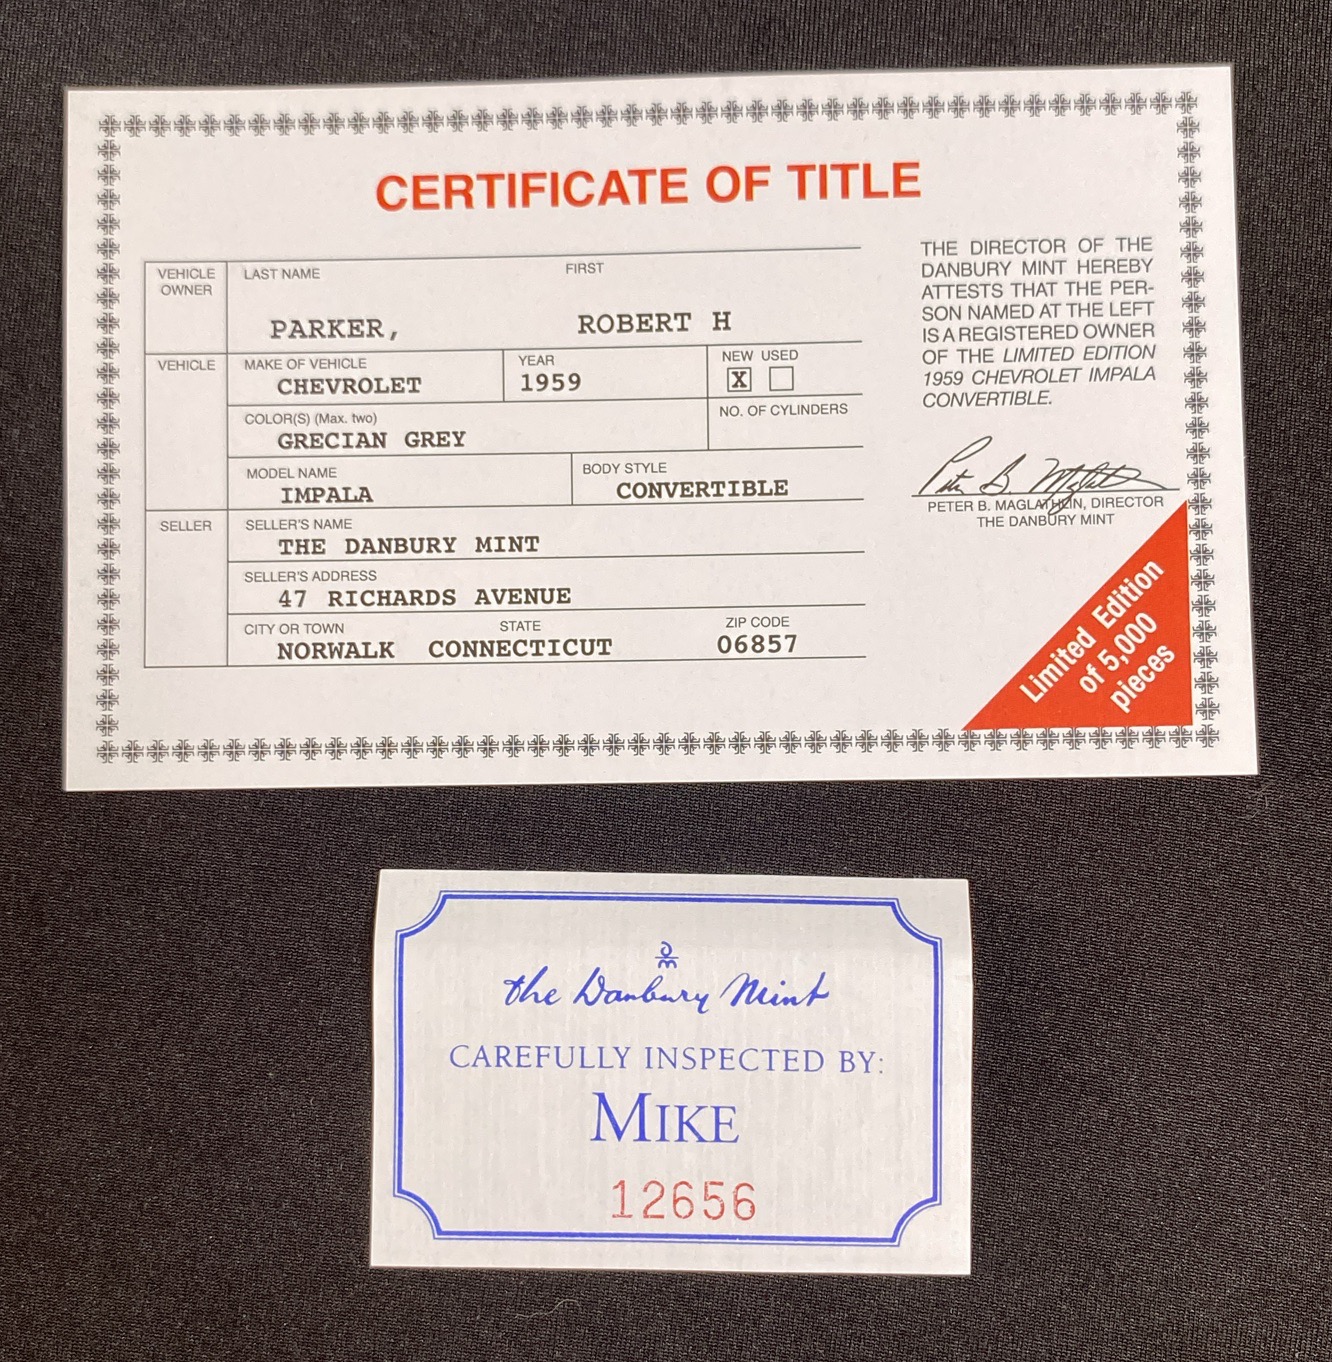 CERTIFICATE OF TITLE
VEHICLE OWNER
LAST NAME FIRST
PARKER, ROBERT H
VEHICLE
MAKE OF VEHICLE YEAR NEW USED
CHEVROLET 1959 X
COLOR(S) (Max. two) NO. OF CYLINDERS
GRECIAN GREY
MODEL NAME BODY STYLE
IMPALA CONVERTIBLE
SELLER
SELLER'S NAME
THE DANBURY MINT
SELLER'S ADDRESS
47 RICHARDS AVENUE
CITY OR TOWN STATE ZIP CODE
NORWALK CONNECTICUT 06857
THE DIRECTOR OF THE
DANBURY MINT HEREBY
ATTESTS THAT THE PER-
SON NAMED AT THE LEFT
IS A REGISTERED OWNER
OF THE LIMITED EDITION
1959 CHEVROLET IMPALA
CONVERTIBLE.
Peter B. Maglathlin
PETER B. MAGLATHLIN, DIRECTOR
THE DANBURY MINT
Limited Edition
of 5,000
pieces
the Danbury Mint
CAREFULLY INSPECTED BY:
MIKE
12656